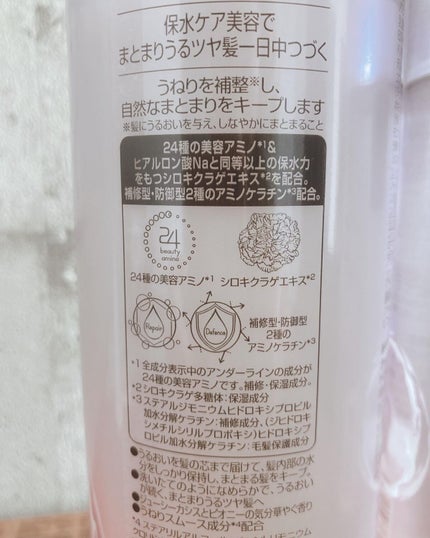 保水ケア美容で
まとまりうるツヤ髪一日中つづく
うねりを補整※し、
自然なまとまりをキープします
※髪にうるおいを与え、しなやかにまとまること
24種の美容アミノ*1&
ヒアルロン酸Naと同等以上の保水力
をもつシロキクラゲエキス*2を配合。
補修型・防御型2種のアミノケラチン*3配合。
24
beauty
amino
24種の美容アミノ*1 シロキクラゲエキス*2
Repair
Defence
補修型・防御型
2種の
アミノケラチン*3
*1 全成分表示中のアンダーラインの成分が
24種の美容アミノです。補修・保湿成分。
*2 シロキクラゲ多糖体:保湿成分
*3 ステアルジモニウムヒドロキシプロピル
加水分解ケラチン:補修成分、(ジヒドロキ
シメチルシリルプロポキシ)ヒドロキシプ
ロピル加水分解ケラチン:毛髪保護成分
●うるおいを髪の芯まで届けて、髪内部の水
分をしっかり保持し、まとまる髪をキープ。
●洗いたてのようになめらかで、うるおい
が続く、まとまりうるツヤ髪へ
●ジューシーカシスとピオニーの気分華やぐ香り
●うねりスムース成分*4配合